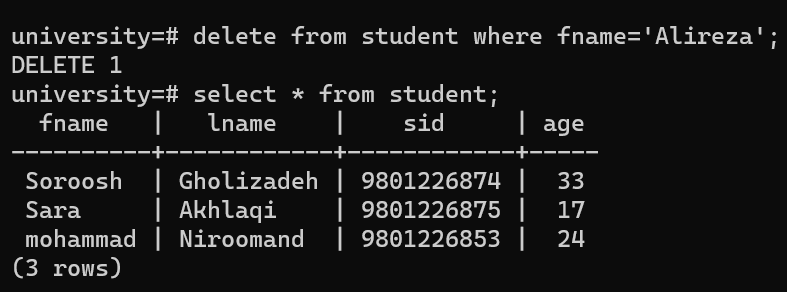 university=# delete from student where fname='Alireza';
DELETE 1
university=# select * from student;
  fname   |   lname    |    sid     | age
----------+------------+------------+-----
 Soroosh  | Gholizadeh | 9801226874 |  33
 Sara     | Akhlaqi    | 9801226875 |  17
 mohammad | Niroomand  | 9801226853 |  24
(3 rows)